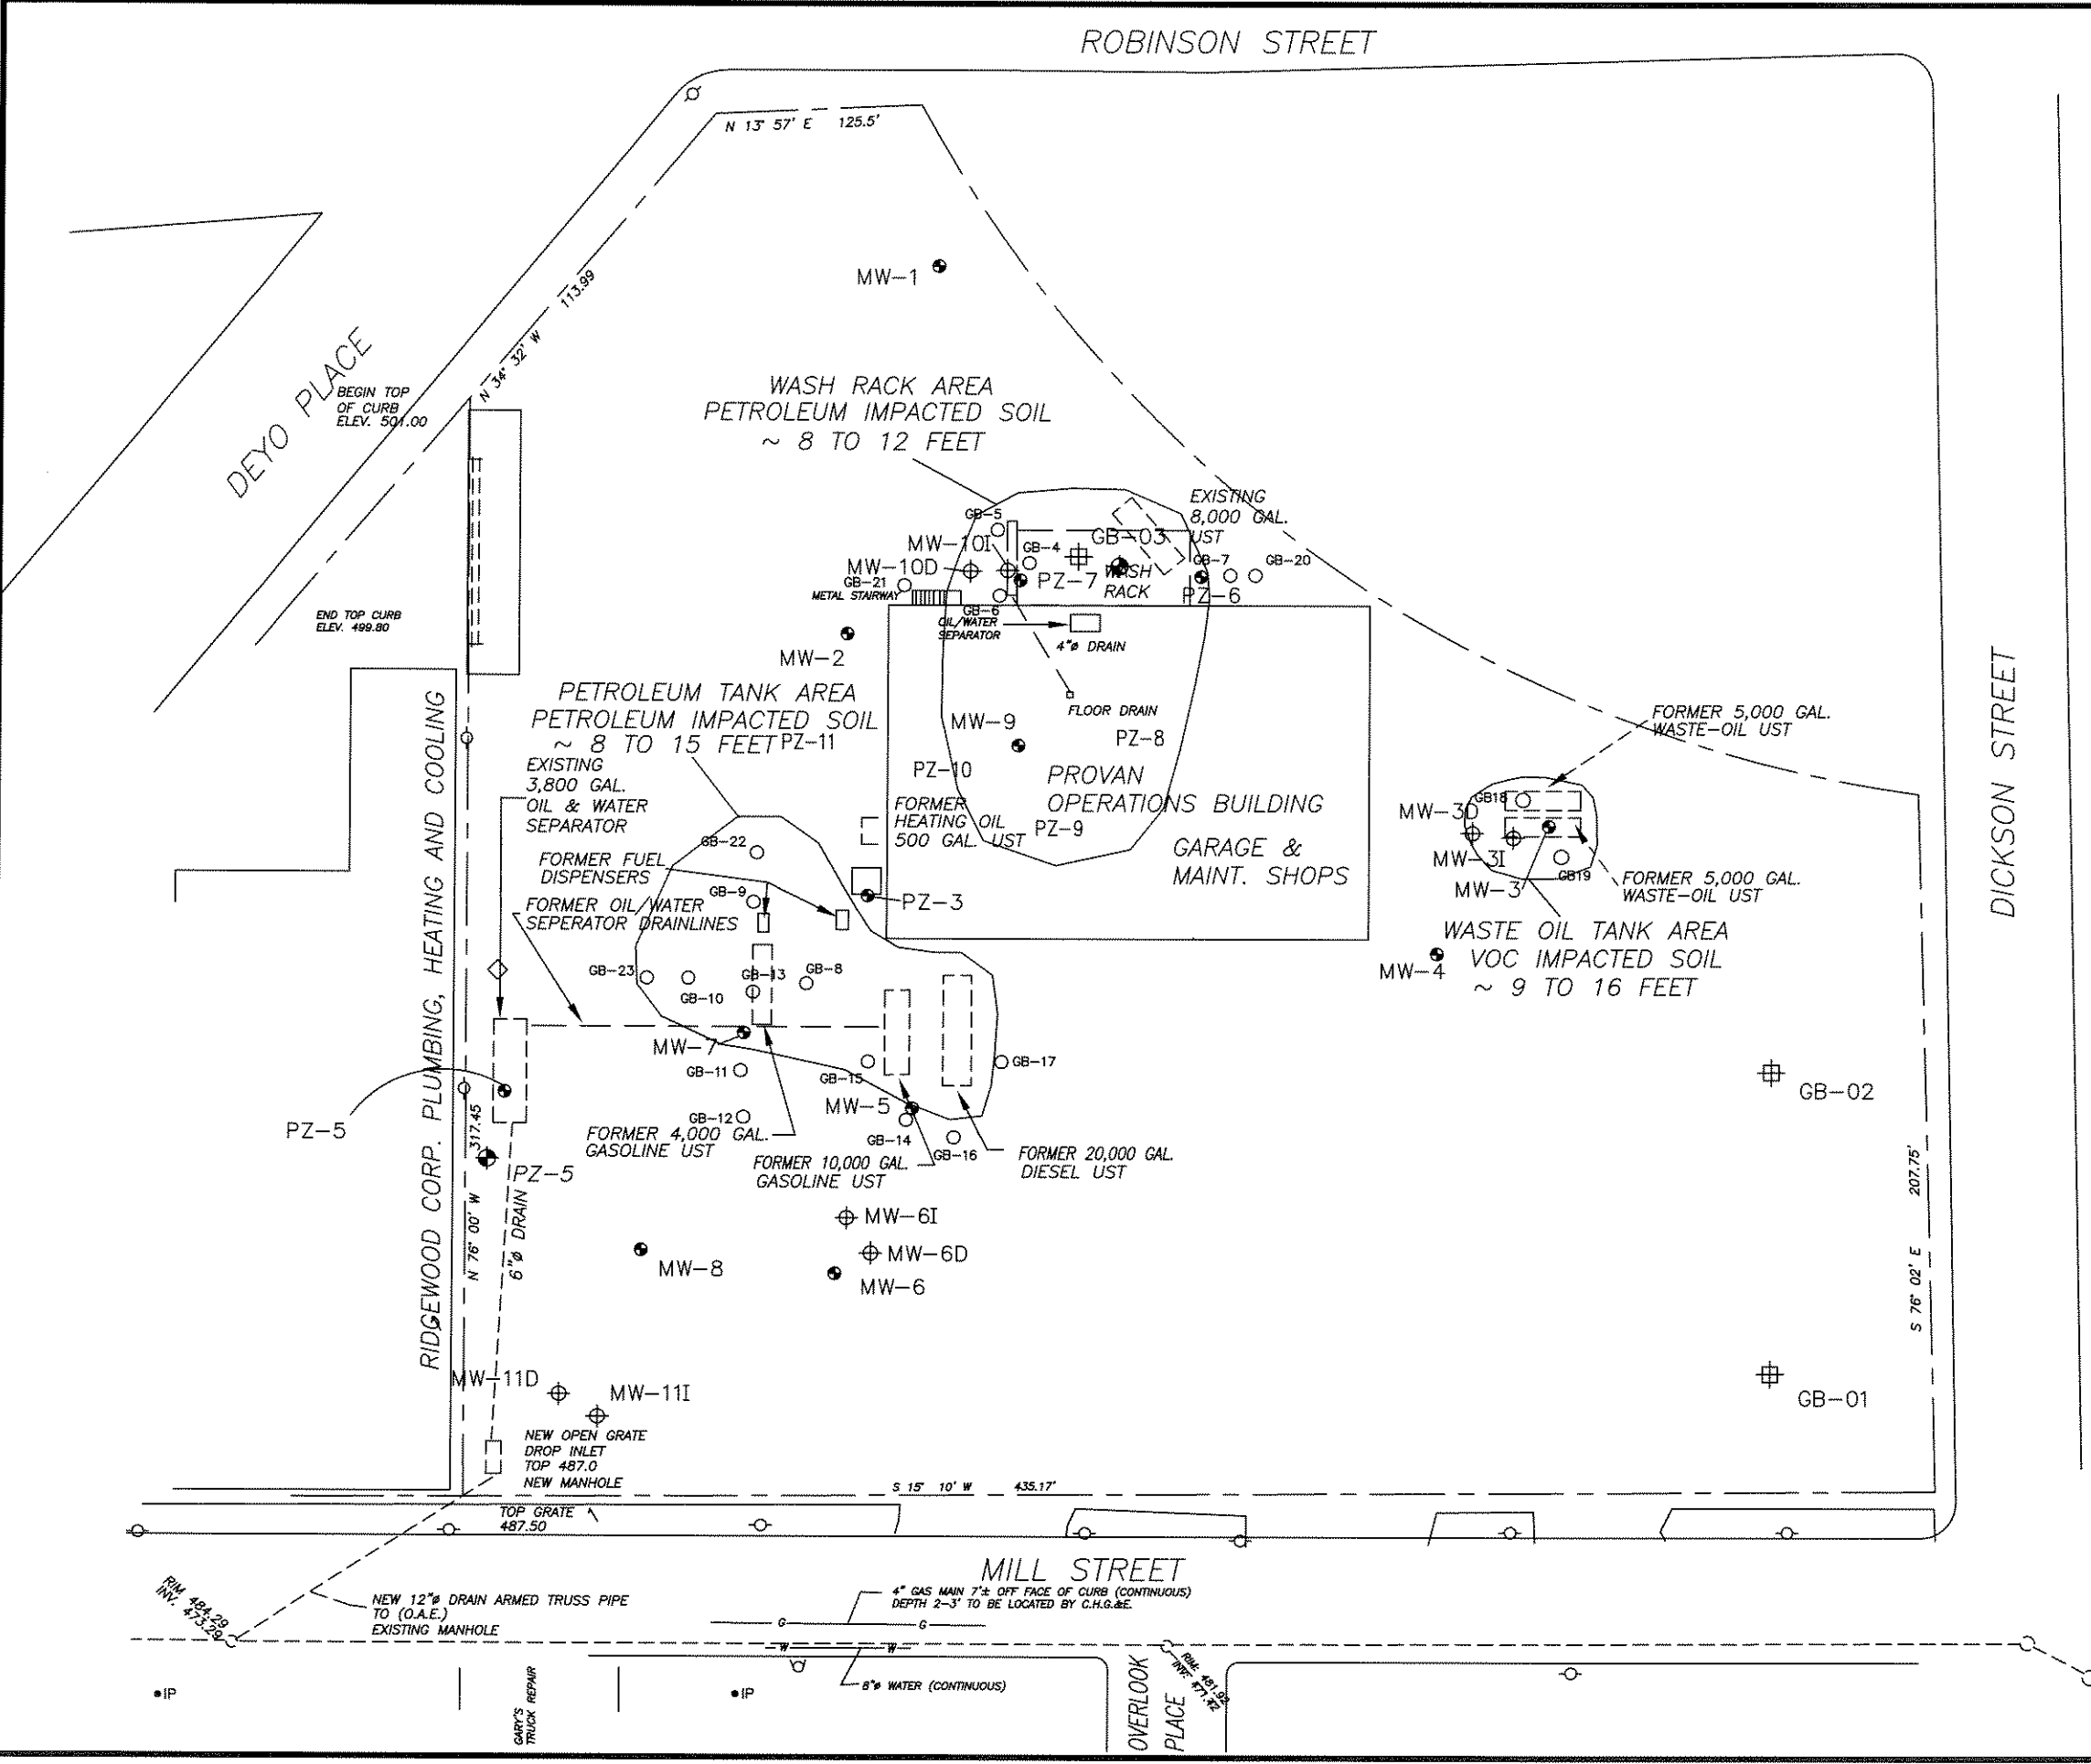 ROBINSON STREET
N 13° 57' E 125.5'
N 34° 32' W 113.99
DEYO PLACE
BEGIN TOP
OF CURB
ELEV. 501.00
END TOP CURB
ELEV. 499.80
MW-1
WASH RACK AREA
PETROLEUM IMPACTED SOIL
~ 8 TO 12 FEET
EXISTING
8,000 GAL.
UST
GB-5
MW-10I
GB-4
GB-03
MW-10D
GB-21
METAL STAIRWAY
PZ-7
WASH
RACK
GB-7
GB-20
PZ-6
GB-6
OIL/WATER
SEPARATOR
4"ø DRAIN
MW-2
FLOOR DRAIN
MW-9
PZ-8
PZ-10
PROVAN
OPERATIONS BUILDING
PZ-9
GARAGE &
MAINT. SHOPS
PETROLEUM TANK AREA
PETROLEUM IMPACTED SOIL
~ 8 TO 15 FEET
PZ-11
EXISTING
3,800 GAL.
OIL & WATER
SEPARATOR
FORMER
HEATING OIL
500 GAL. UST
GB-22
FORMER FUEL
DISPENSERS
GB-9
PZ-3
FORMER OIL/WATER
SEPERATOR DRAINLINES
GB-23
GB-10
GB-13
GB-8
MW-7
GB-11
GB-15
GB-17
GB-12
MW-5
GB-14
GB-16
FORMER 4,000 GAL.
GASOLINE UST
FORMER 10,000 GAL.
GASOLINE UST
FORMER 20,000 GAL.
DIESEL UST
FORMER 5,000 GAL.
WASTE-OIL UST
MW-3D
GB18
MW-3I
GB19
MW-3
FORMER 5,000 GAL.
WASTE-OIL UST
WASTE OIL TANK AREA
VOC IMPACTED SOIL
~ 9 TO 16 FEET
MW-4
DICKSON STREET
GB-02
GB-01
S 76° 02' E 207.75'
RIDGEWOOD CORP. PLUMBING, HEATING AND COOLING
PZ-5
PZ-5
N 76° 00' W 317.45
6"ø DRAIN
MW-6I
MW-6D
MW-6
MW-8
MW-11D
MW-11I
NEW OPEN GRATE
DROP INLET
TOP 487.0
NEW MANHOLE
TOP GRATE
487.50
S 15° 10' W 435.17'
MILL STREET
4" GAS MAIN 7'± OFF FACE OF CURB (CONTINUOUS)
DEPTH 2-3' TO BE LOCATED BY C.H.G.&E.
RIM 484.29
INV. 473.29
NEW 12"ø DRAIN ARMED TRUSS PIPE
TO (O.A.E.)
EXISTING MANHOLE
G G
W W
8"ø WATER (CONTINUOUS)
IP
IP
GARY'S
TRUCK REPAIR
OVERLOOK
PLACE
RIM: 481.92
INV: 471.42